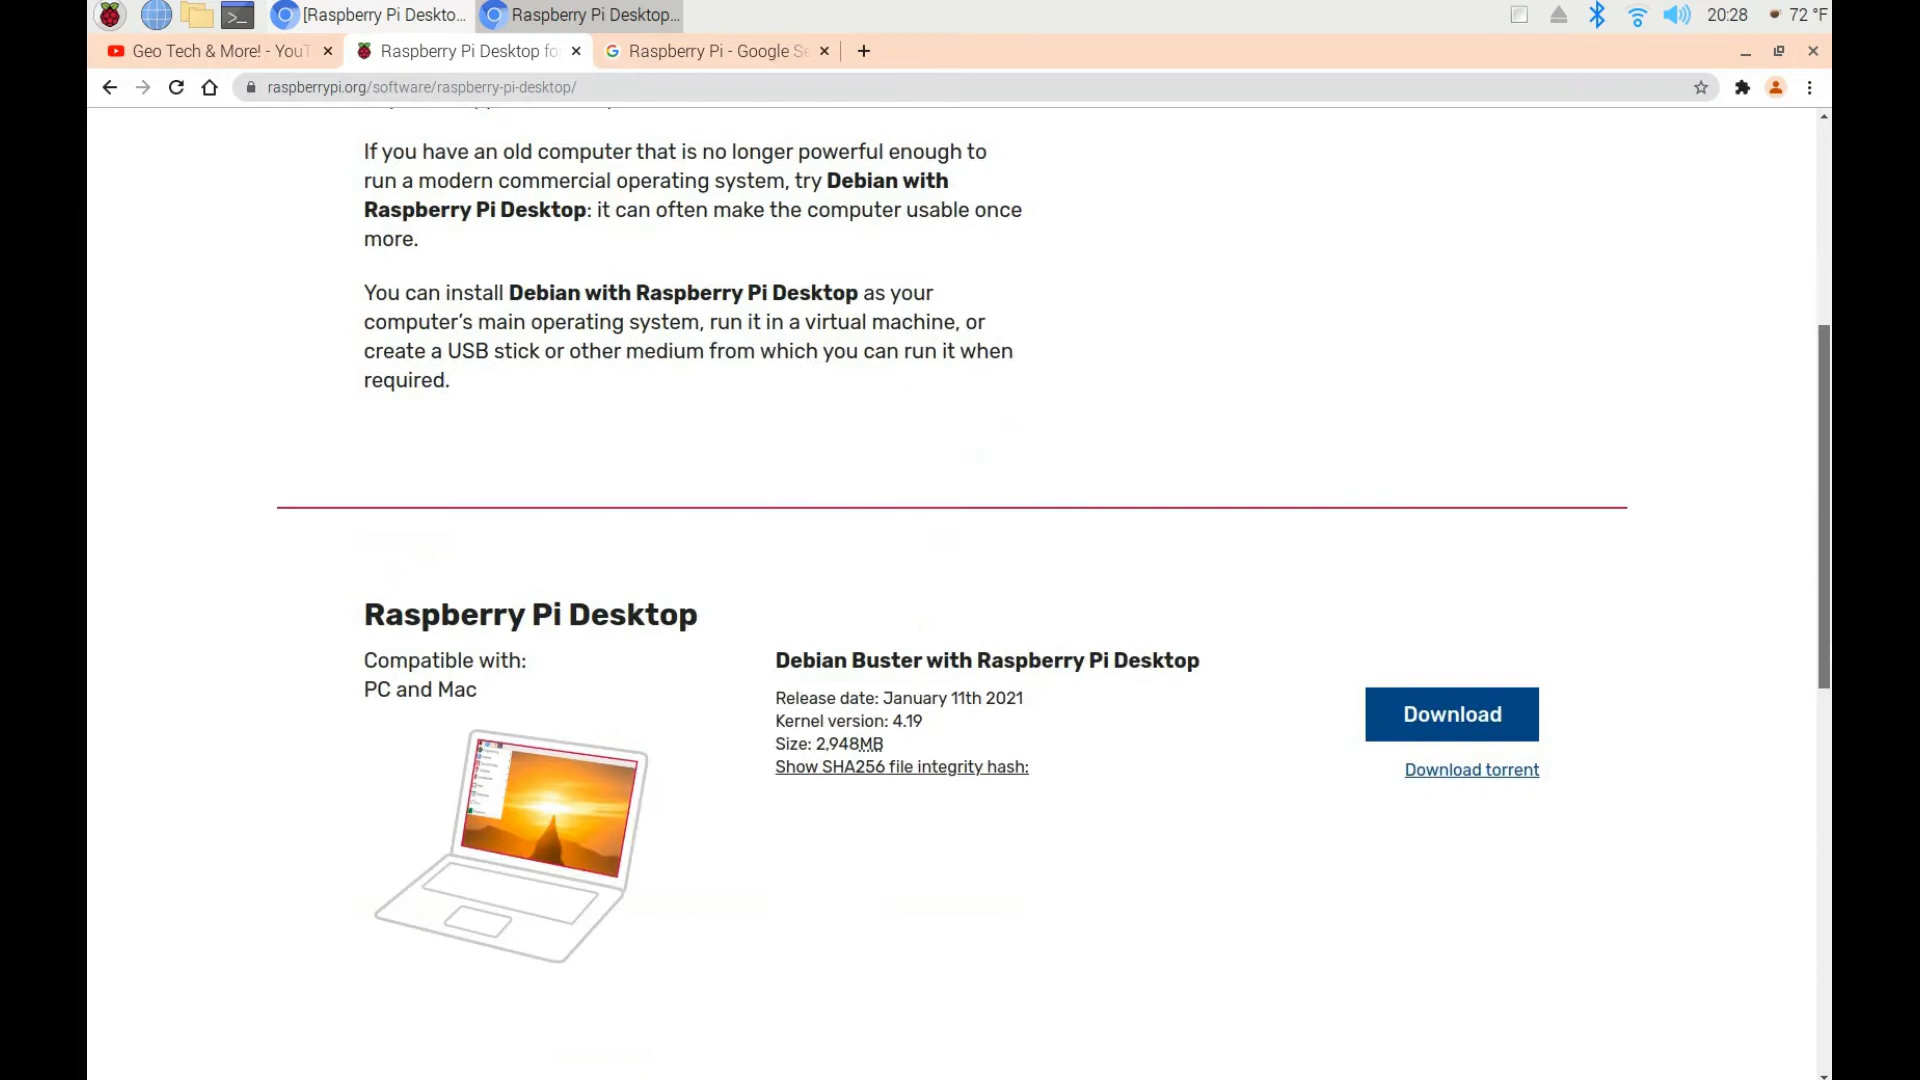 [Raspberry Pi Deskto...
Raspberry Pi Desktop...
20:28
72 °F
Geo Tech & More! - YouT
Raspberry Pi Desktop fo
Raspberry Pi - Google Se
raspberrypi.org/software/raspberry-pi-desktop/
If you have an old computer that is no longer powerful enough to
run a modern commercial operating system, try Debian with
Raspberry Pi Desktop: it can often make the computer usable once
more.
You can install Debian with Raspberry Pi Desktop as your
computer’s main operating system, run it in a virtual machine, or
create a USB stick or other medium from which you can run it when
required.
Raspberry Pi Desktop
Compatible with:
PC and Mac
Debian Buster with Raspberry Pi Desktop
Release date: January 11th 2021
Kernel version: 4.19
Size: 2,948MB
Show SHA256 file integrity hash:
Download
Download torrent